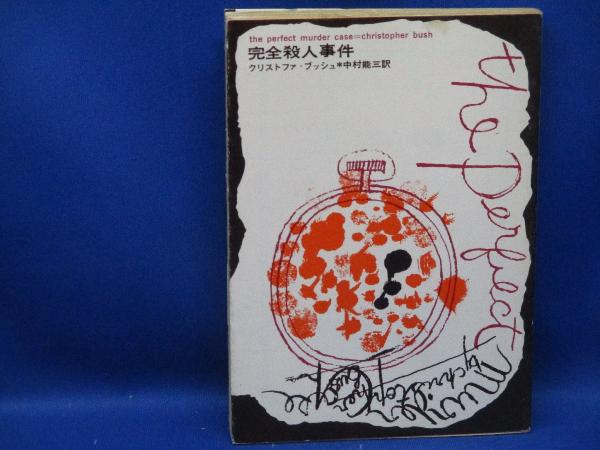 the perfect murder case=christopher bush
完全殺人事件
クリストファ・ブッシュ*中村能三訳
the perfect
murder
by christopher
bush
case